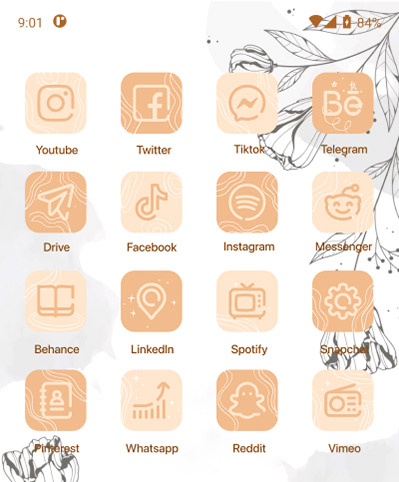 9:01 84%
Youtube Twitter Tiktok Telegram
Bē
Drive Facebook Instagram Messenger
Behance LinkedIn Spotify Snapchat
Pinterest Whatsapp Reddit Vimeo